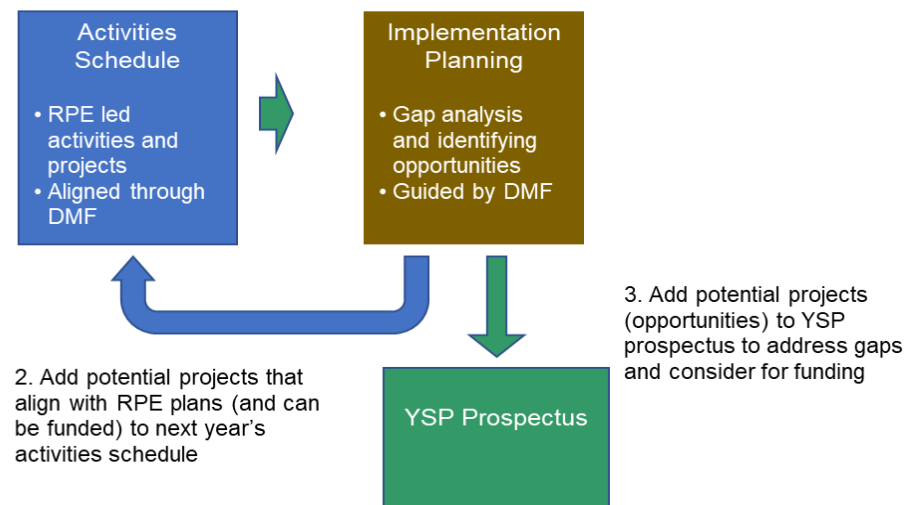 Activities
Schedule
• RPE led
activities and
projects
• Aligned through
DMF
Implementation
Planning
• Gap analysis
and identifying
opportunities
• Guided by DMF
2. Add potential projects that
align with RPE plans (and can
be funded) to next year’s
activities schedule
3. Add potential projects
(opportunities) to YSP
prospectus to address gaps
and consider for funding
YSP Prospectus